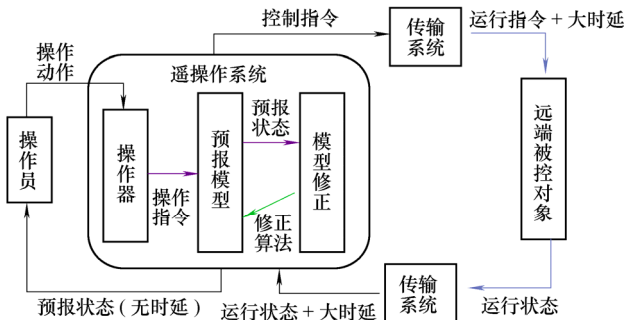 控制指令
传输
系统
运行指令+大时延
操作
动作
遥操作系统
操作员
操作器
操作
指令
预报模型
预报
状态
修正
算法
模型修正
远端被控对象
预报状态(无时延)
运行状态+大时延
传输
系统
运行状态